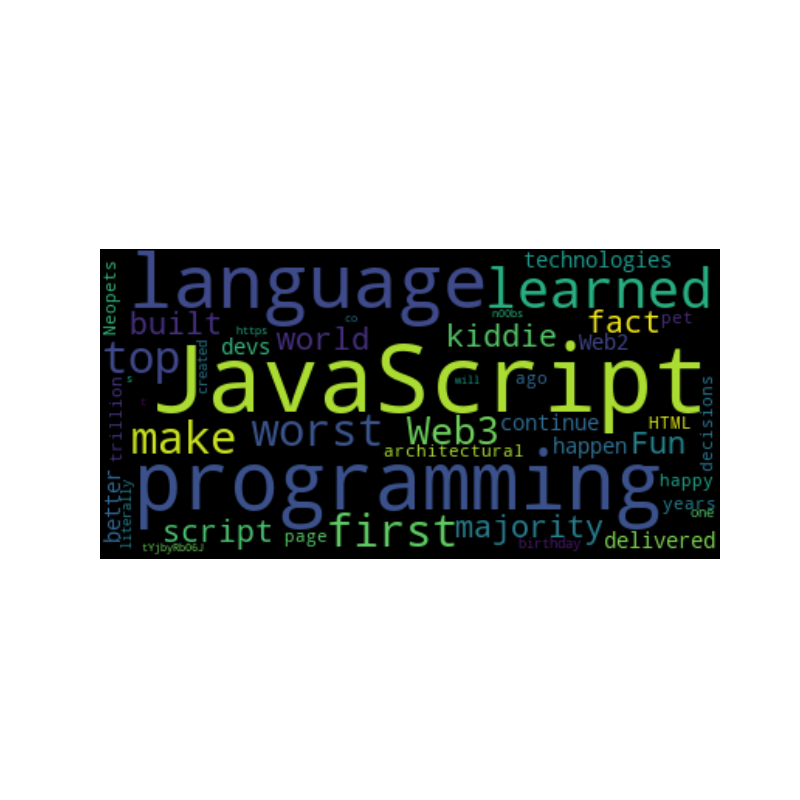 language
technologies
learned
Neopets
built
https
co
n00bs
fact
pet
world
kiddie
Web2
top
devs
created
JavaScript
s
will
ago
trillion
t
decisions
make
worst
Web3
continue
HTML
architectural
happen
Fun
programming
better
literally
happy
years
script
page
first
majority
one
tYjbyRbO6J
birthday
delivered